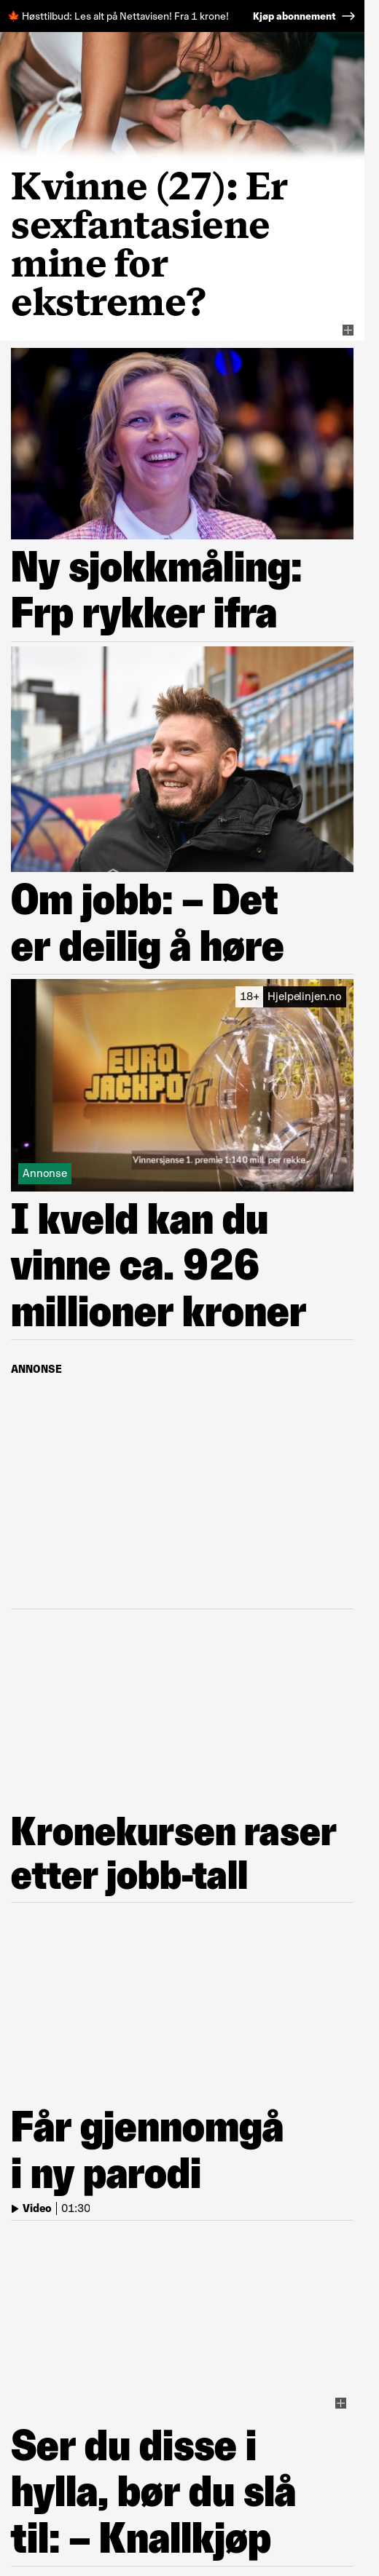 🍁 Høsttilbud: Les alt på Nettavisen! Fra 1 krone! Kjøp abonnement →
Kvinne (27): Er
sexfantasiene
mine for
ekstreme?
Ny sjokkmåling:
Frp rykker ifra
Om jobb: – Det
er deilig å høre
18+ Hjelpelinjen.no
EURO
JACKPOT
Vinnersjanse 1. premie 1:140 mill. per rekke.
Annonse
I kveld kan du
vinne ca. 926
millioner kroner
ANNONSE
Kronekursen raser
etter jobb-tall
Får gjennomgå
i ny parodi
Video | 01:30
Ser du disse i
hylla, bør du slå
til: – Knallkjøp